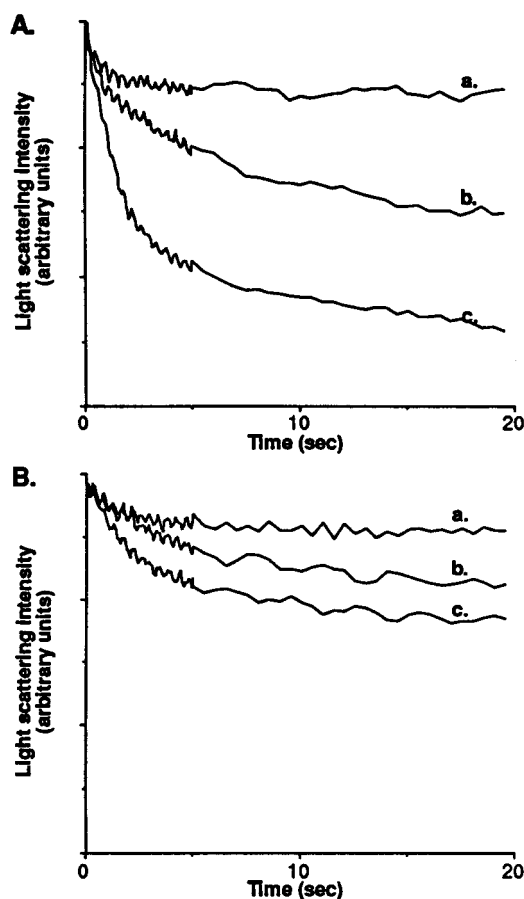 A.
Light scattering intensity
(arbitrary units)
a.
b.
c.
0
10
20
Time (sec)
B.
Light scattering intensity
(arbitrary units)
a.
b.
c.
0
10
20
Time (sec)